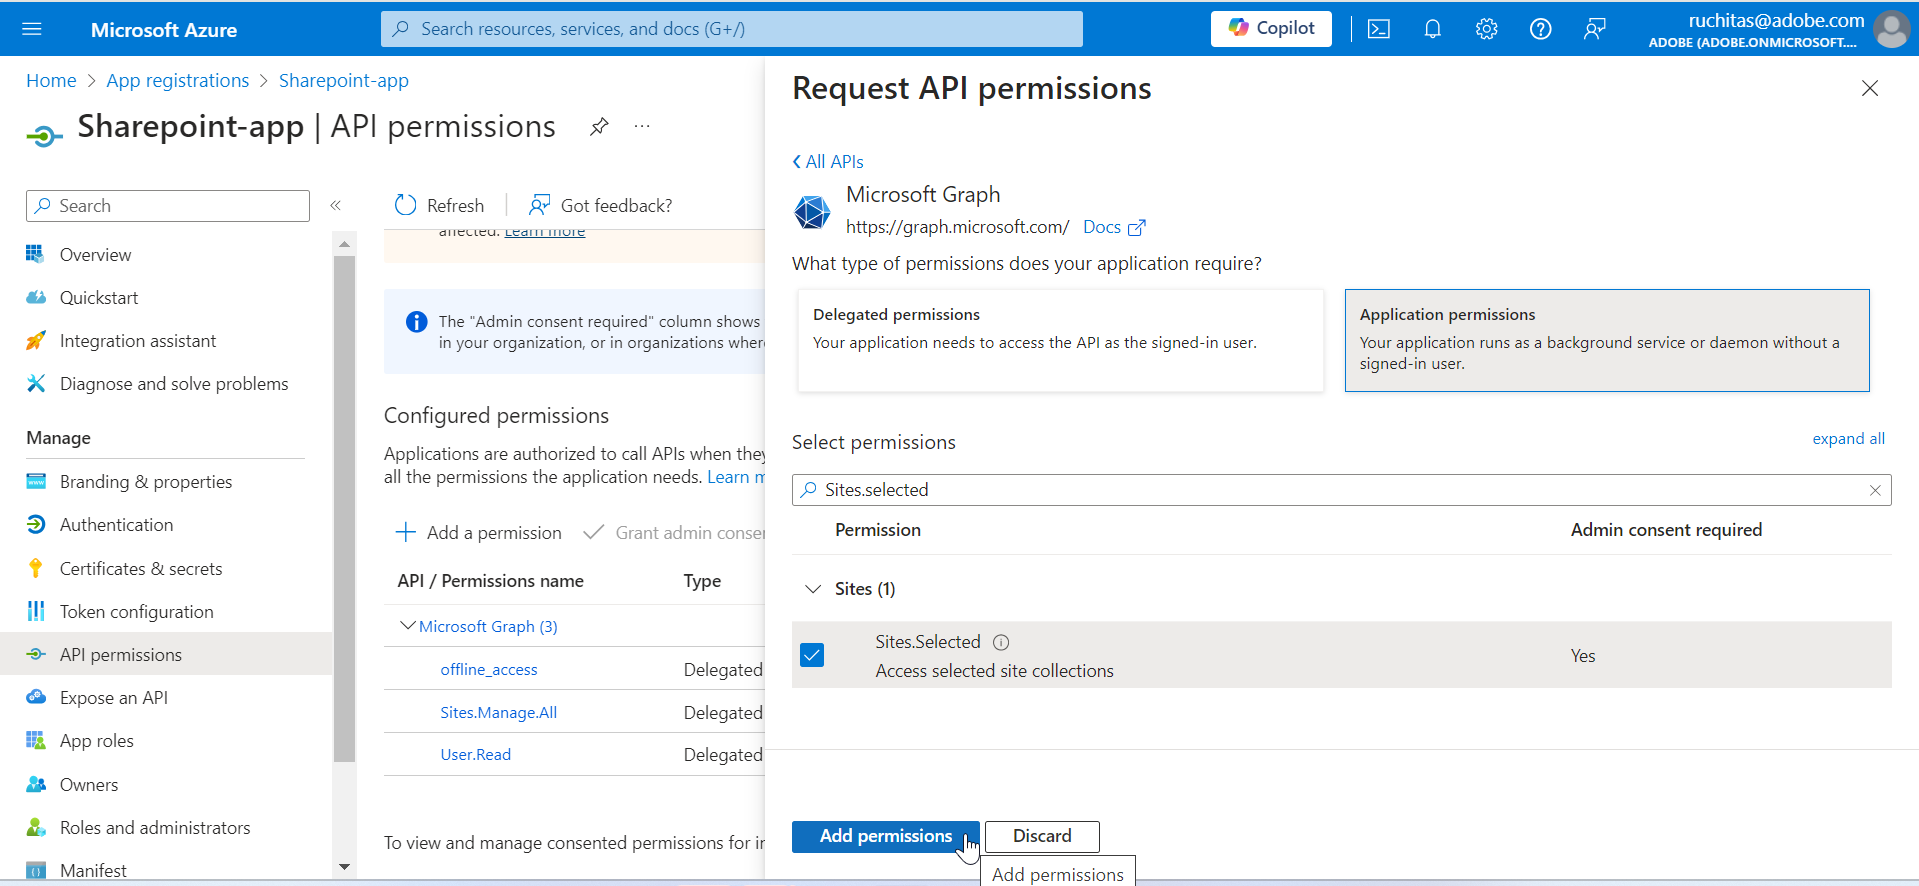 Microsoft Azure
Search resources, services, and docs (G+/)
Copilot
ruchitas@adobe.com
ADOBE (ADOBE.ONMICROSOFT....
Home > App registrations > Sharepoint-app
Sharepoint-app | API permissions
...
Search
«
Overview
Quickstart
Integration assistant
Diagnose and solve problems
Manage
Branding & properties
Authentication
Certificates & secrets
Token configuration
API permissions
Expose an API
App roles
Owners
Roles and administrators
Manifest
Refresh
Got feedback?
affected. Learn more
The "Admin consent required" column shows
in your organization, or in organizations where
Configured permissions
Applications are authorized to call APIs when they
all the permissions the application needs. Learn m
Add a permission
Grant admin consen
API / Permissions name
Type
Microsoft Graph (3)
offline_access
Delegated
Sites.Manage.All
Delegated
User.Read
Delegated
To view and manage consented permissions for in
Request API permissions
All APIs
Microsoft Graph
https://graph.microsoft.com/ Docs
What type of permissions does your application require?
Delegated permissions
Your application needs to access the API as the signed-in user.
Application permissions
Your application runs as a background service or daemon without a
signed-in user.
Select permissions
expand all
Sites.selected
Permission
Admin consent required
Sites (1)
Sites.Selected
Access selected site collections
Yes
Add permissions
Discard
Add permissions